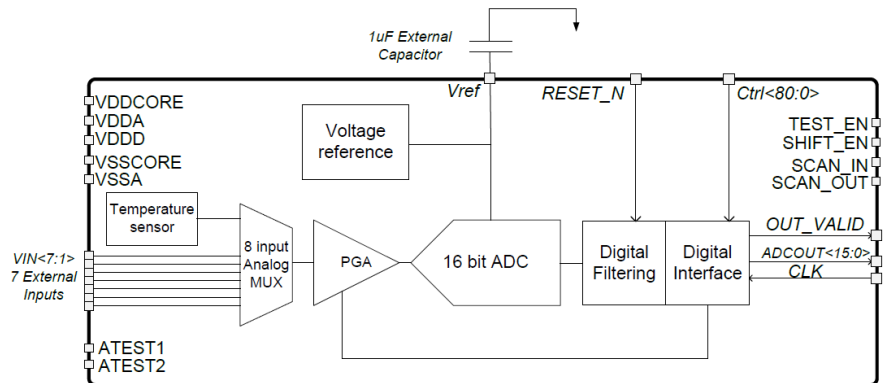 1uF External
Capacitor
Vref
RESET_N
Ctrl<80:0>
VDDCORE
VDDA
VDDD
VSSCORE
VSSA
Voltage
reference
TEST_EN
SHIFT_EN
SCAN_IN
SCAN_OUT
Temperature
sensor
VIN<7:1>
7 External
Inputs
8 input
Analog
MUX
PGA
16 bit ADC
Digital
Filtering
Digital
Interface
OUT_VALID
ADCOUT<15:0>
CLK
ATEST1
ATEST2